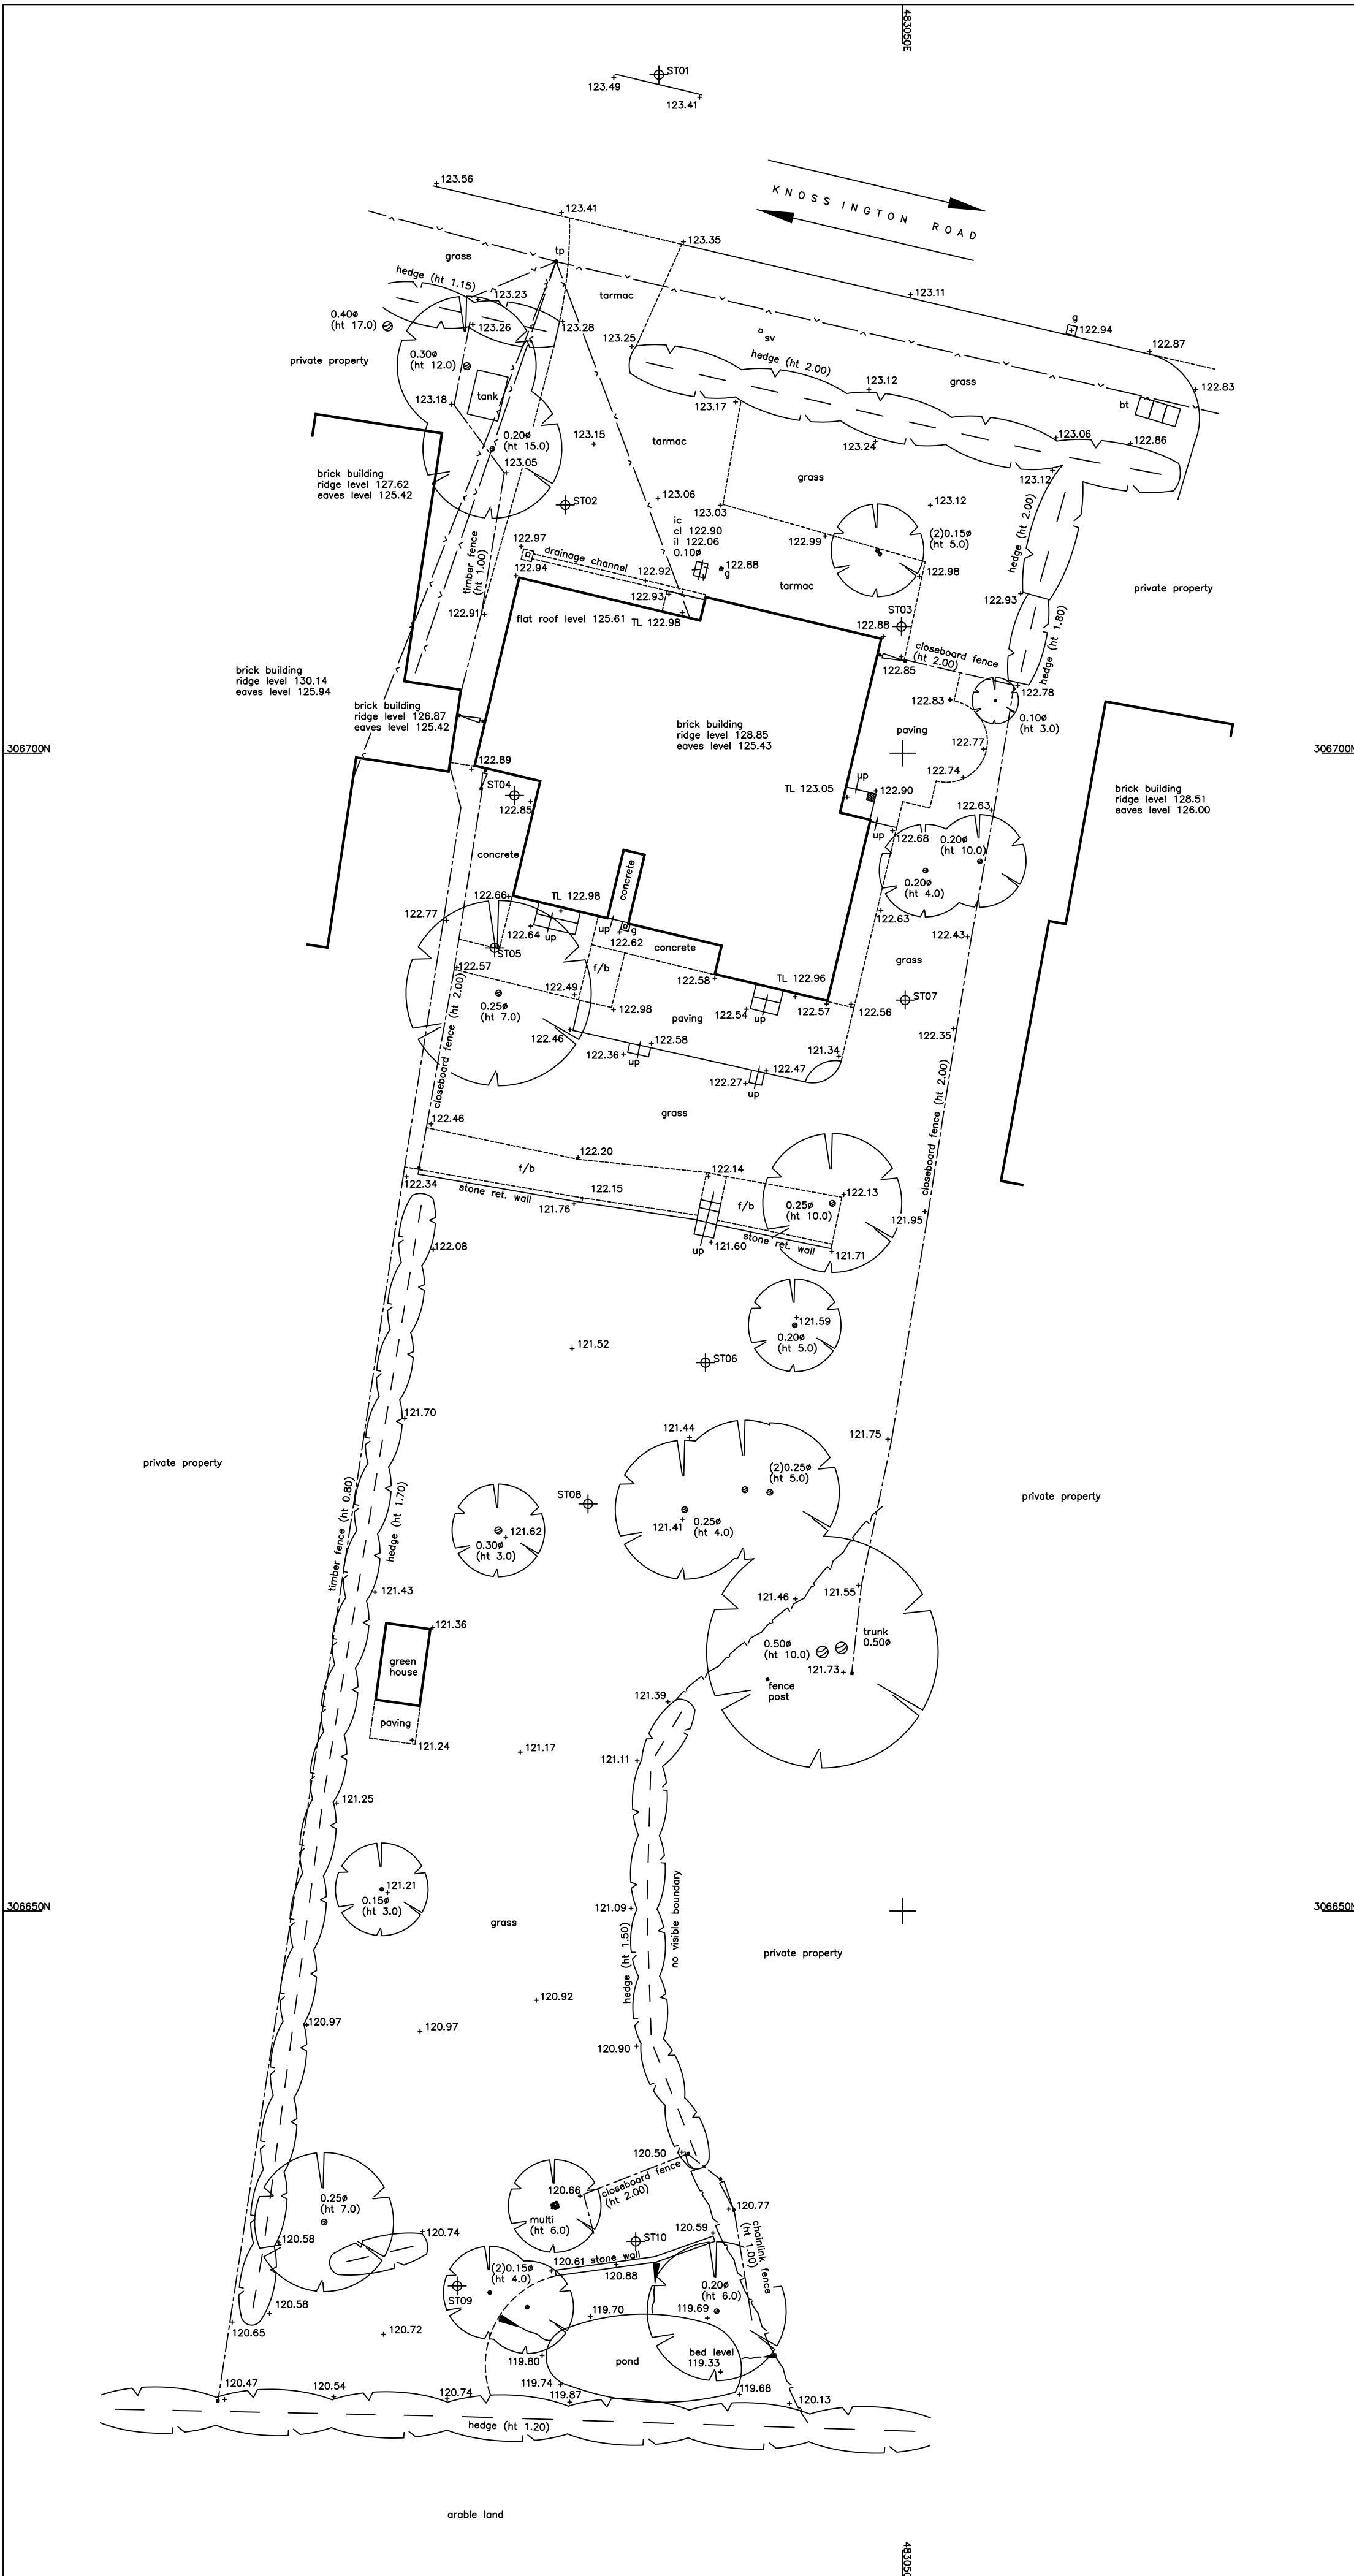 483050E
ST01
123.49
123.41
123.56
123.41
123.35
KNOSSINGTON ROAD
tp
grass
hedge (ht 1.15)
123.23
tarmac
123.11
0.40ø
(ht 17.0)
123.26
123.28
g
122.94
sv
123.25
122.87
private property
0.30ø
(ht 12.0)
hedge (ht 2.00)
123.12
grass
122.83
tank
123.18
123.17
bt
0.20ø
(ht 15.0)
123.15
tarmac
123.24
123.06
122.86
123.05
brick building
ridge level 127.62
eaves level 125.42
grass
123.12
ST02
123.06
123.03
123.12
hedge (ht 2.00)
ic
cl 122.90
il 122.06
0.10ø
122.99
(2)0.15ø
(ht 5.0)
122.97
drainage channel
122.94
122.92
122.88
g
122.98
timber fence
(ht 1.00)
tarmac
private property
122.93
122.93
122.91
flat roof level 125.61
TL 122.98
ST03
122.88
hedge (ht 1.80)
closeboard fence
(ht 2.00)
122.85
brick building
ridge level 130.14
eaves level 125.94
122.78
122.83
brick building
ridge level 126.87
eaves level 125.42
0.10ø
(ht 3.0)
brick building
ridge level 128.85
eaves level 125.43
paving
306700N
122.77
306700N
122.89
122.74
up
ST04
TL 123.05
122.90
brick building
ridge level 128.51
eaves level 126.00
122.85
122.63
up
122.68
0.20ø
(ht 10.0)
concrete
concrete
0.20ø
(ht 4.0)
122.66
TL 122.98
122.77
122.63
122.64
up
up
g
122.62
122.43
concrete
ST05
grass
122.57
f/b
122.58
TL 122.96
122.49
ST07
0.25ø
(ht 7.0)
122.98
122.54
up
122.57
122.56
paving
closeboard fence (ht 2.00)
122.46
122.58
122.35
122.36
up
121.34
122.47
122.27
up
closeboard fence (ht 2.00)
grass
122.46
122.20
f/b
122.14
122.34
stone ret. wall
122.15
122.13
121.76
f/b
0.25ø
(ht 10.0)
121.95
up
121.60
stone ret. wall
121.71
122.08
121.59
0.20ø
(ht 5.0)
121.52
ST06
121.70
121.44
121.75
private property
(2)0.25ø
(ht 5.0)
timber fence (ht 0.80)
hedge (ht 1.70)
ST08
private property
121.41
0.25ø
(ht 4.0)
121.62
0.30ø
(ht 3.0)
121.43
121.46
121.55
121.36
trunk
0.50ø
0.50ø
(ht 10.0)
green
house
121.73
fence
post
121.39
paving
121.24
121.17
121.11
121.25
121.21
0.15ø
(ht 3.0)
306650N
121.09
306650N
grass
no visible boundary
hedge (ht 1.50)
private property
120.92
120.97
120.97
120.90
120.50
closeboard fence
(ht 2.00)
120.66
0.25ø
(ht 7.0)
120.77
multi
(ht 6.0)
chainlink fence
(ht 1.00)
120.74
120.59
120.58
ST10
120.61
stone wall
(2)0.15ø
(ht 4.0)
120.88
0.20ø
(ht 6.0)
ST09
120.58
119.70
119.69
120.65
120.72
119.80
pond
bed level
119.33
120.47
120.54
120.74
119.74
119.87
119.68
120.13
hedge (ht 1.20)
arable land